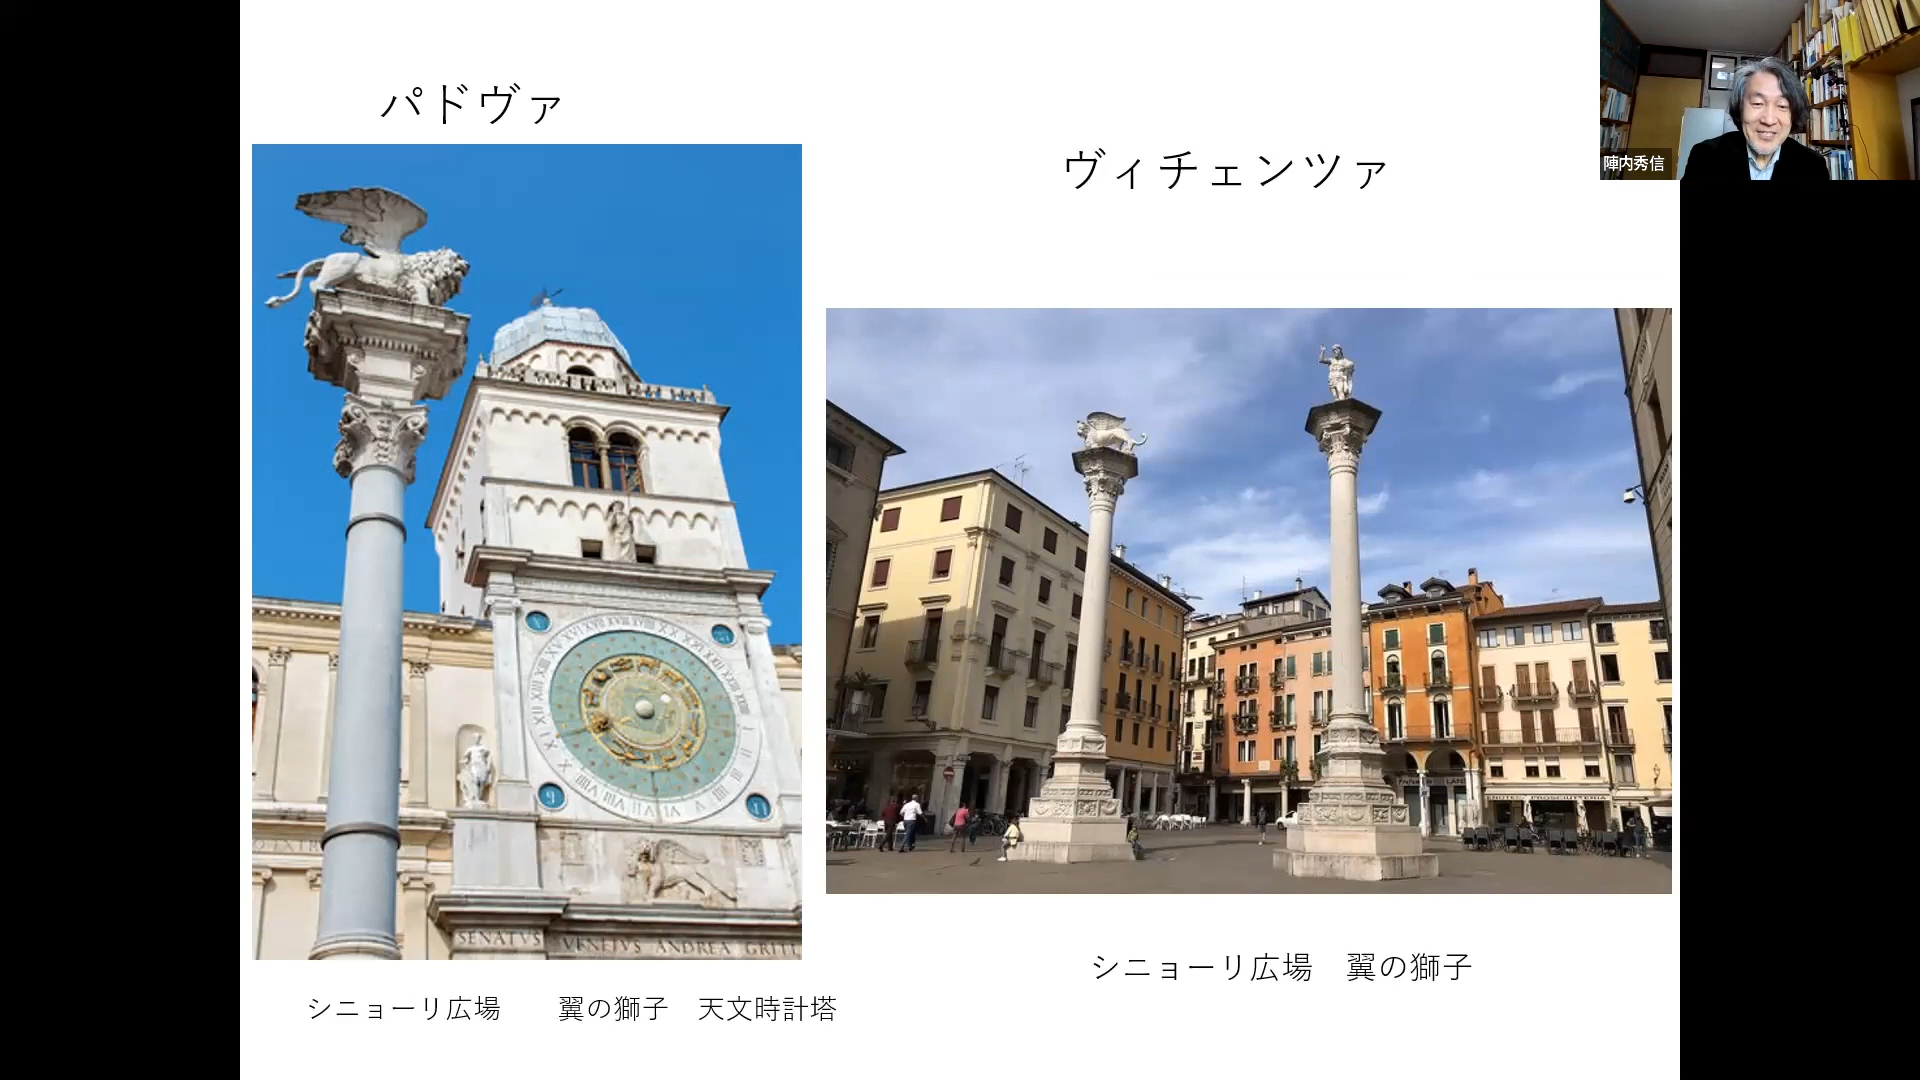 パドヴァ
ヴィチェンツァ
陣内秀信
シニョーリ広場 翼の獅子
シニョーリ広場 翼の獅子 天文時計塔
SENATVS VENETVS ANDREA GRITI